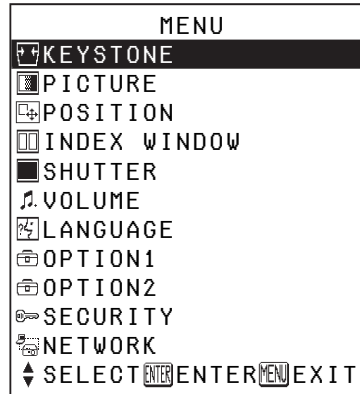 MENU
KEYSTONE
PICTURE
POSITION
INDEX WINDOW
SHUTTER
VOLUME
LANGUAGE
OPTION1
OPTION2
SECURITY
NETWORK
SELECT ENTER ENTER MENU EXIT